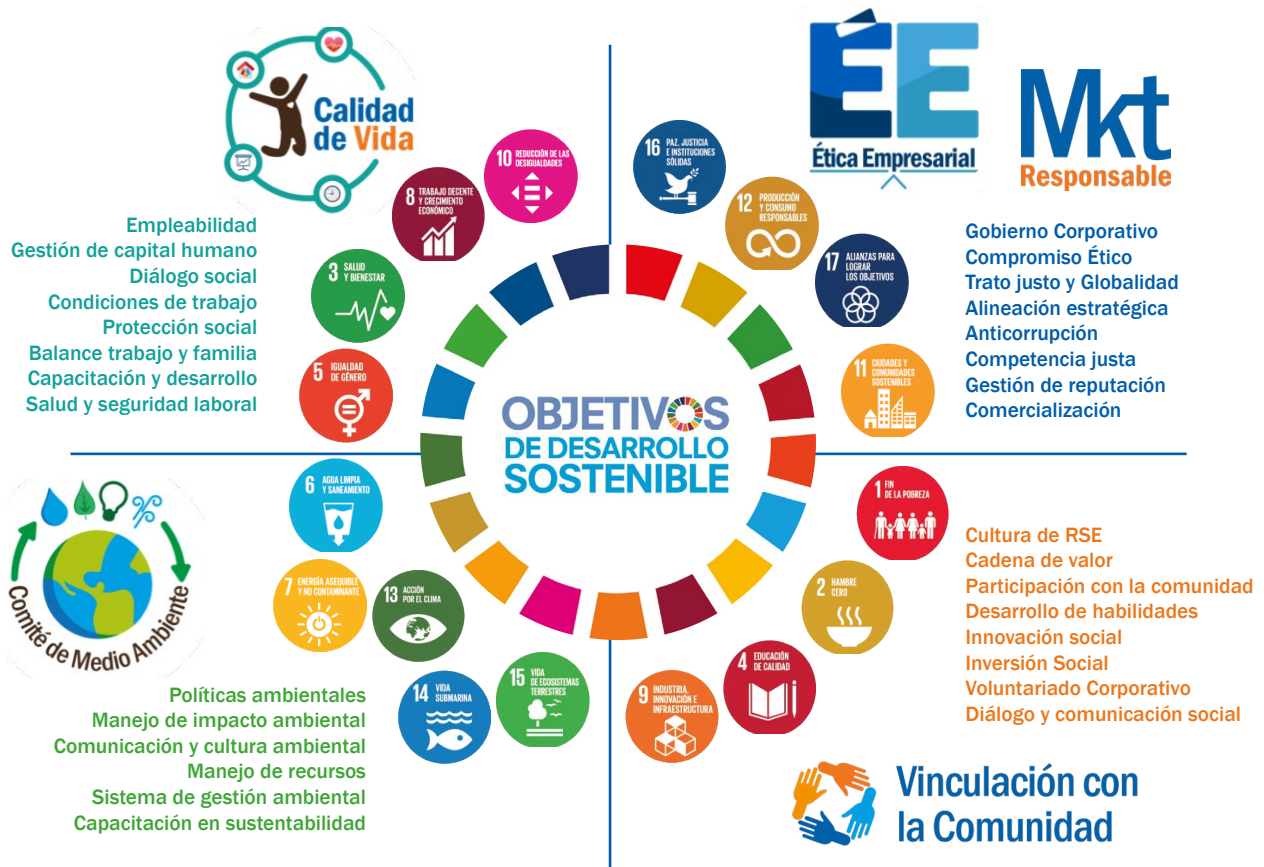 Calidad
de Vida
10 REDUCCIÓN DE LAS
DESIGUALDADES
8 TRABAJO DECENTE
Y CRECIMIENTO
ECONÓMICO
3 SALUD
Y BIENESTAR
5 IGUALDAD
DE GÉNERO
Empleabilidad
Gestión de capital humano
Diálogo social
Condiciones de trabajo
Protección social
Balance trabajo y familia
Capacitación y desarrollo
Salud y seguridad laboral
ÉE
Ética Empresarial
Mkt
Responsable
16 PAZ, JUSTICIA
E INSTITUCIONES
SÓLIDAS
12 PRODUCCIÓN
Y CONSUMO
RESPONSABLES
17 ALIANZAS PARA
LOGRAR
LOS OBJETIVOS
11 CIUDADES Y
COMUNIDADES
SOSTENIBLES
Gobierno Corporativo
Compromiso Ético
Trato justo y Globalidad
Alineación estratégica
Anticorrupción
Competencia justa
Gestión de reputación
Comercialización
OBJETIVOS
DE DESARROLLO
SOSTENIBLE
Comité de Medio Ambiente
6 AGUA LIMPIA
Y SANEAMIENTO
7 ENERGÍA ASEQUIBLE
Y NO CONTAMINANTE
13 ACCIÓN
POR EL CLIMA
14 VIDA
SUBMARINA
15 VIDA
DE ECOSISTEMAS
TERRESTRES
Políticas ambientales
Manejo de impacto ambiental
Comunicación y cultura ambiental
Manejo de recursos
Sistema de gestión ambiental
Capacitación en sustentabilidad
1 FIN
DE LA POBREZA
2 HAMBRE
CERO
4 EDUCACIÓN
DE CALIDAD
9 INDUSTRIA,
INNOVACIÓN E
INFRAESTRUCTURA
Cultura de RSE
Cadena de valor
Participación con la comunidad
Desarrollo de habilidades
Innovación social
Inversión Social
Voluntariado Corporativo
Diálogo y comunicación social
Vinculación con
la Comunidad